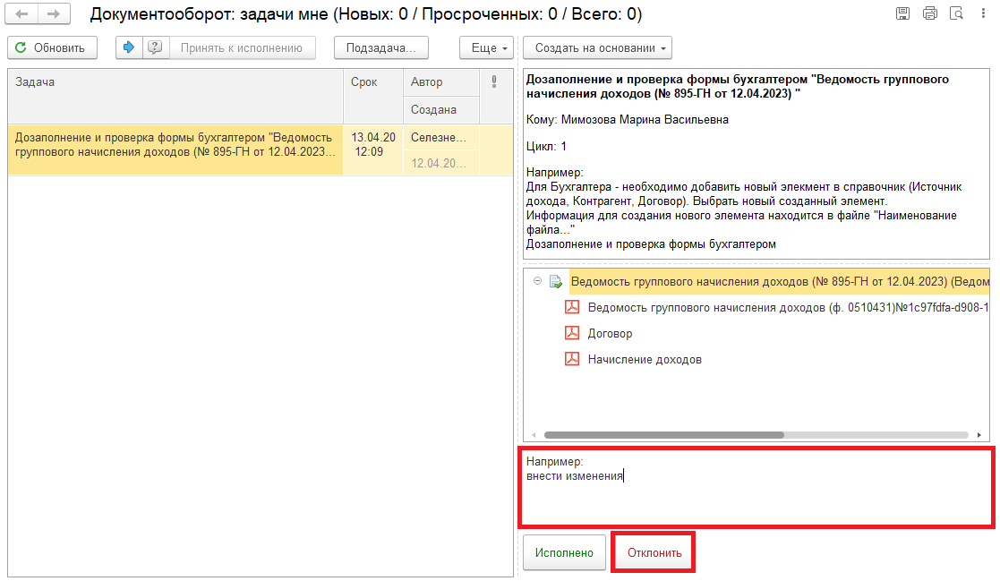 Документооборот: задачи мне (Новых: 0 / Просроченных: 0 / Всего: 0)
Обновить
Принять к исполнению
Подзадача...
Еще
Создать на основании
Задача
Срок
Автор
Создана
Дозаполнение и проверка формы бухгалтером "Ведомость
группового начисления доходов (№ 895-ГН от 12.04.2023...
13.04.20
12:09
Селезне...
12.04.20...
Дозаполнение и проверка формы бухгалтером "Ведомость группового
начисления доходов (№ 895-ГН от 12.04.2023) "
Кому: Мимозова Марина Васильевна
Цикл: 1
Например:
Для Бухгалтера - необходимо добавить новый элекмент в справочник (Источник
дохода, Контрагент, Договор). Выбрать новый созданный элемент.
Информация для создания нового элемента находится в файле "Наименование
файла..."
Дозаполнение и проверка формы бухгалтером
Ведомость группового начисления доходов (№ 895-ГН от 12.04.2023) (Ведом
Ведомость группового начисления доходов (ф. 0510431)№1c97fdfa-d908-1
Договор
Начисление доходов
Например:
внести изменения
Исполнено
Отклонить